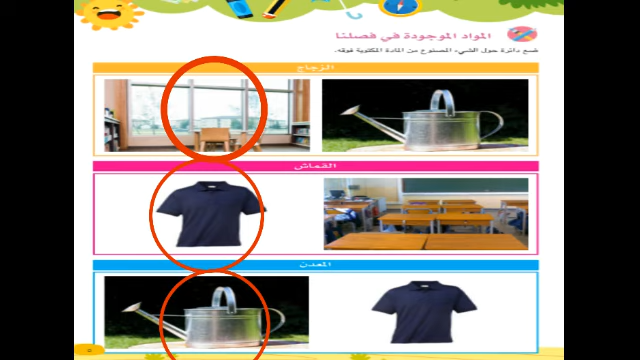 المواد الموجودة في فصلنا
ضع دائرة حول الشيء المصنوع من المادة المكتوبة فوقه.
الزجاج
القماش
المعدن